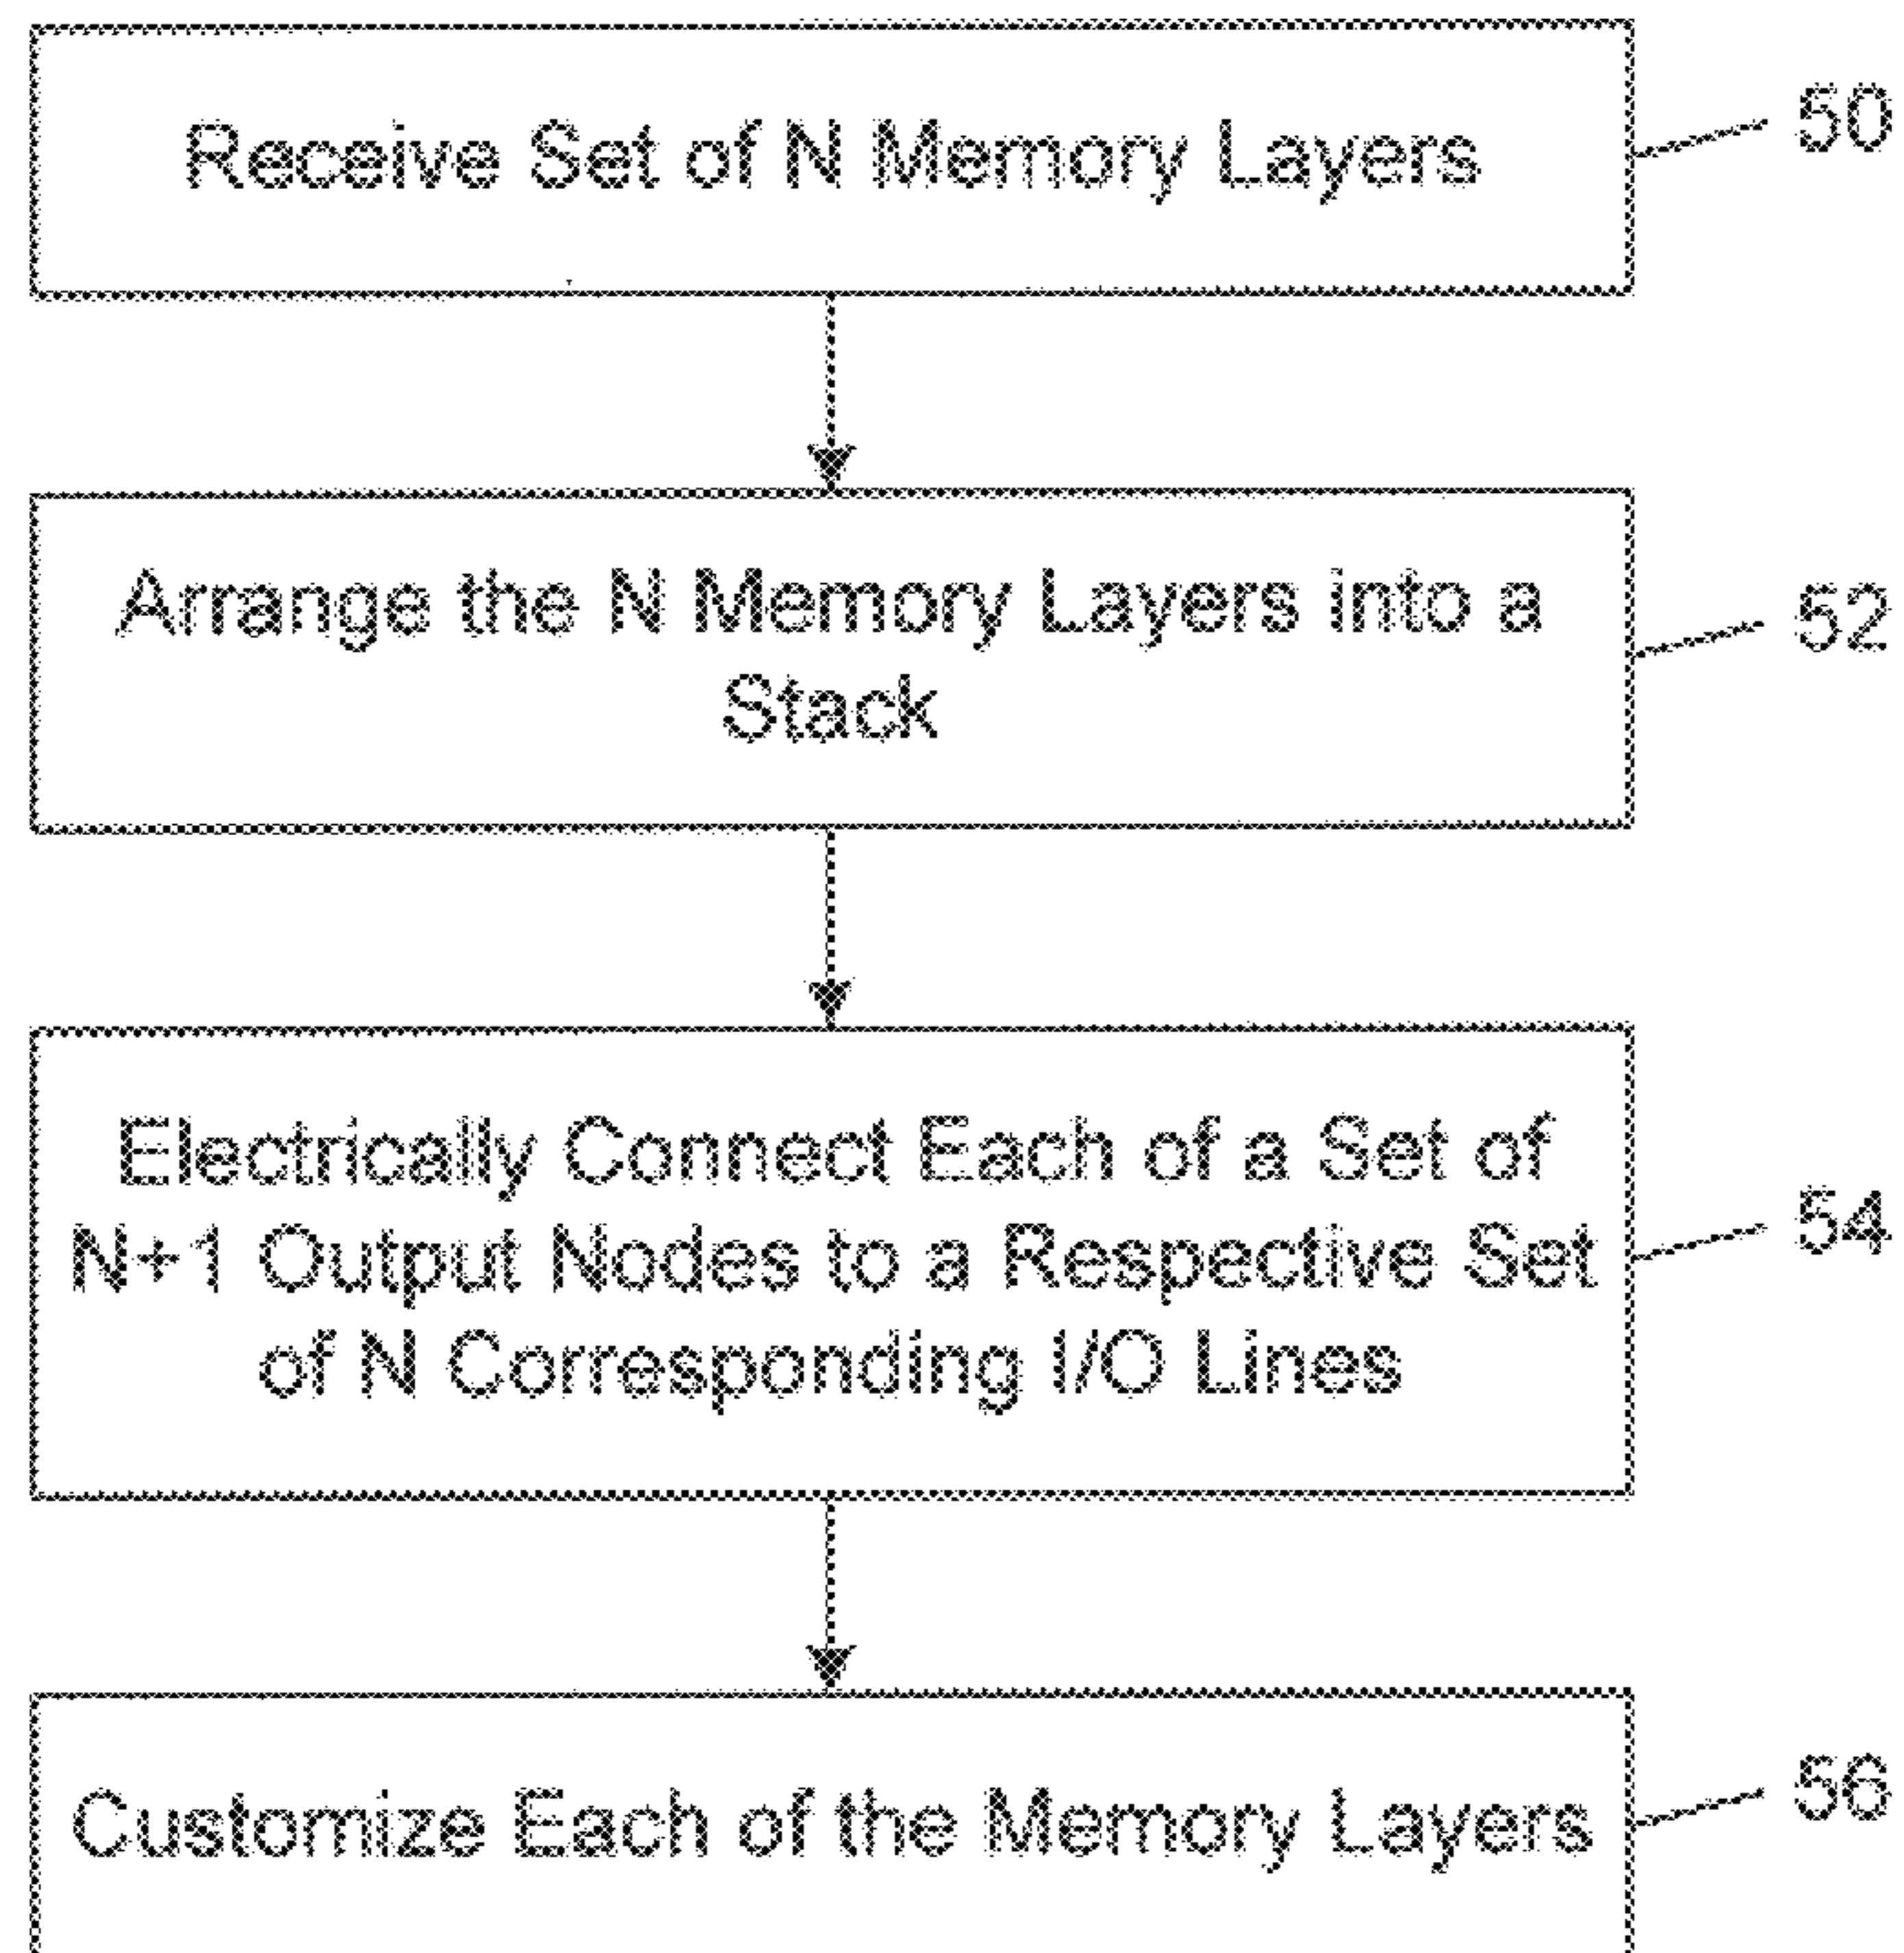 Receive Set of N Memory Layers
50
Arrange the N Memory Layers into a
Stack
52
Electrically Connect Each of a Set of
N+1 Output Nodes to a Respective Set
of N Corresponding I/O Lines
54
Customize Each of the Memory Layers
56